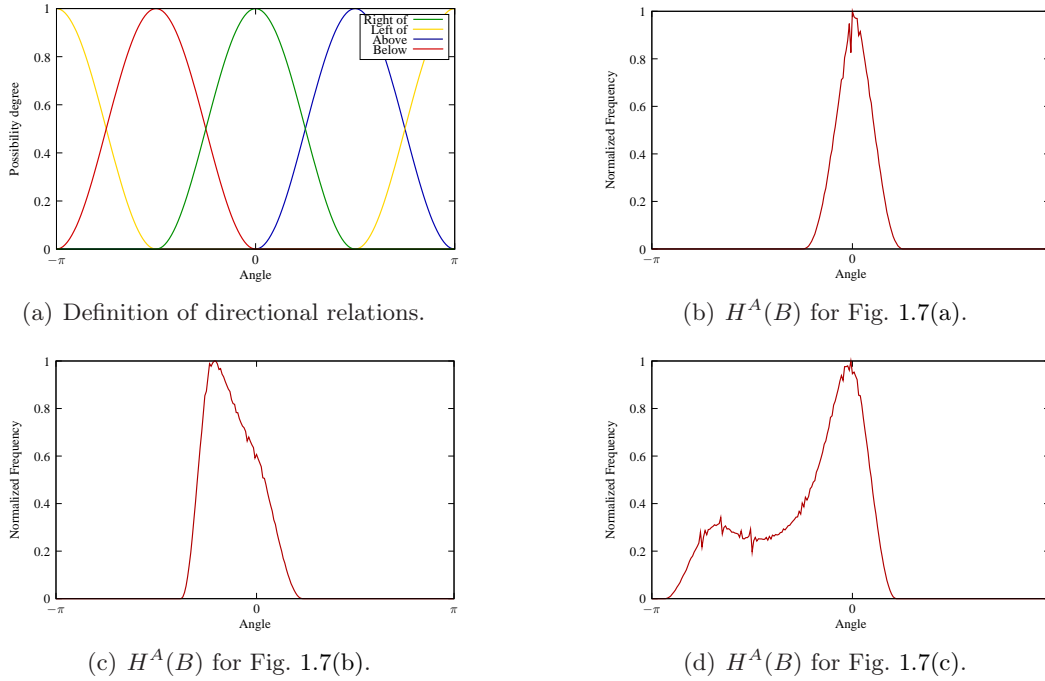 1
0.8
0.6
0.4
0.2
0
Possibility degree
−π
0
π
Angle
Right of
Left of
Above
Below
(a) Definition of directional relations.
1
0.8
0.6
0.4
0.2
0
Normalized Frequency
−π
0
Angle
(b) H^A(B) for Fig. 1.7(a).
1
0.8
0.6
0.4
0.2
0
Normalized Frequency
−π
0
π
Angle
(c) H^A(B) for Fig. 1.7(b).
1
0.8
0.6
0.4
0.2
0
Normalized Frequency
−π
0
Angle
(d) H^A(B) for Fig. 1.7(c).